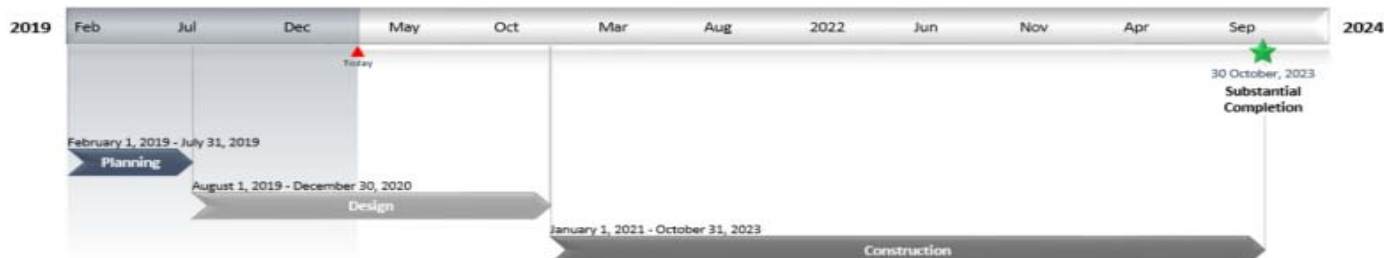 2019 Feb Jul Dec May Oct Mar Aug 2022 Jun Nov Apr Sep 2024
Today
30 October, 2023
Substantial
Completion
February 1, 2019 - July 31, 2019
Planning
August 1, 2019 - December 30, 2020
Design
January 1, 2021 - October 31, 2023
Construction